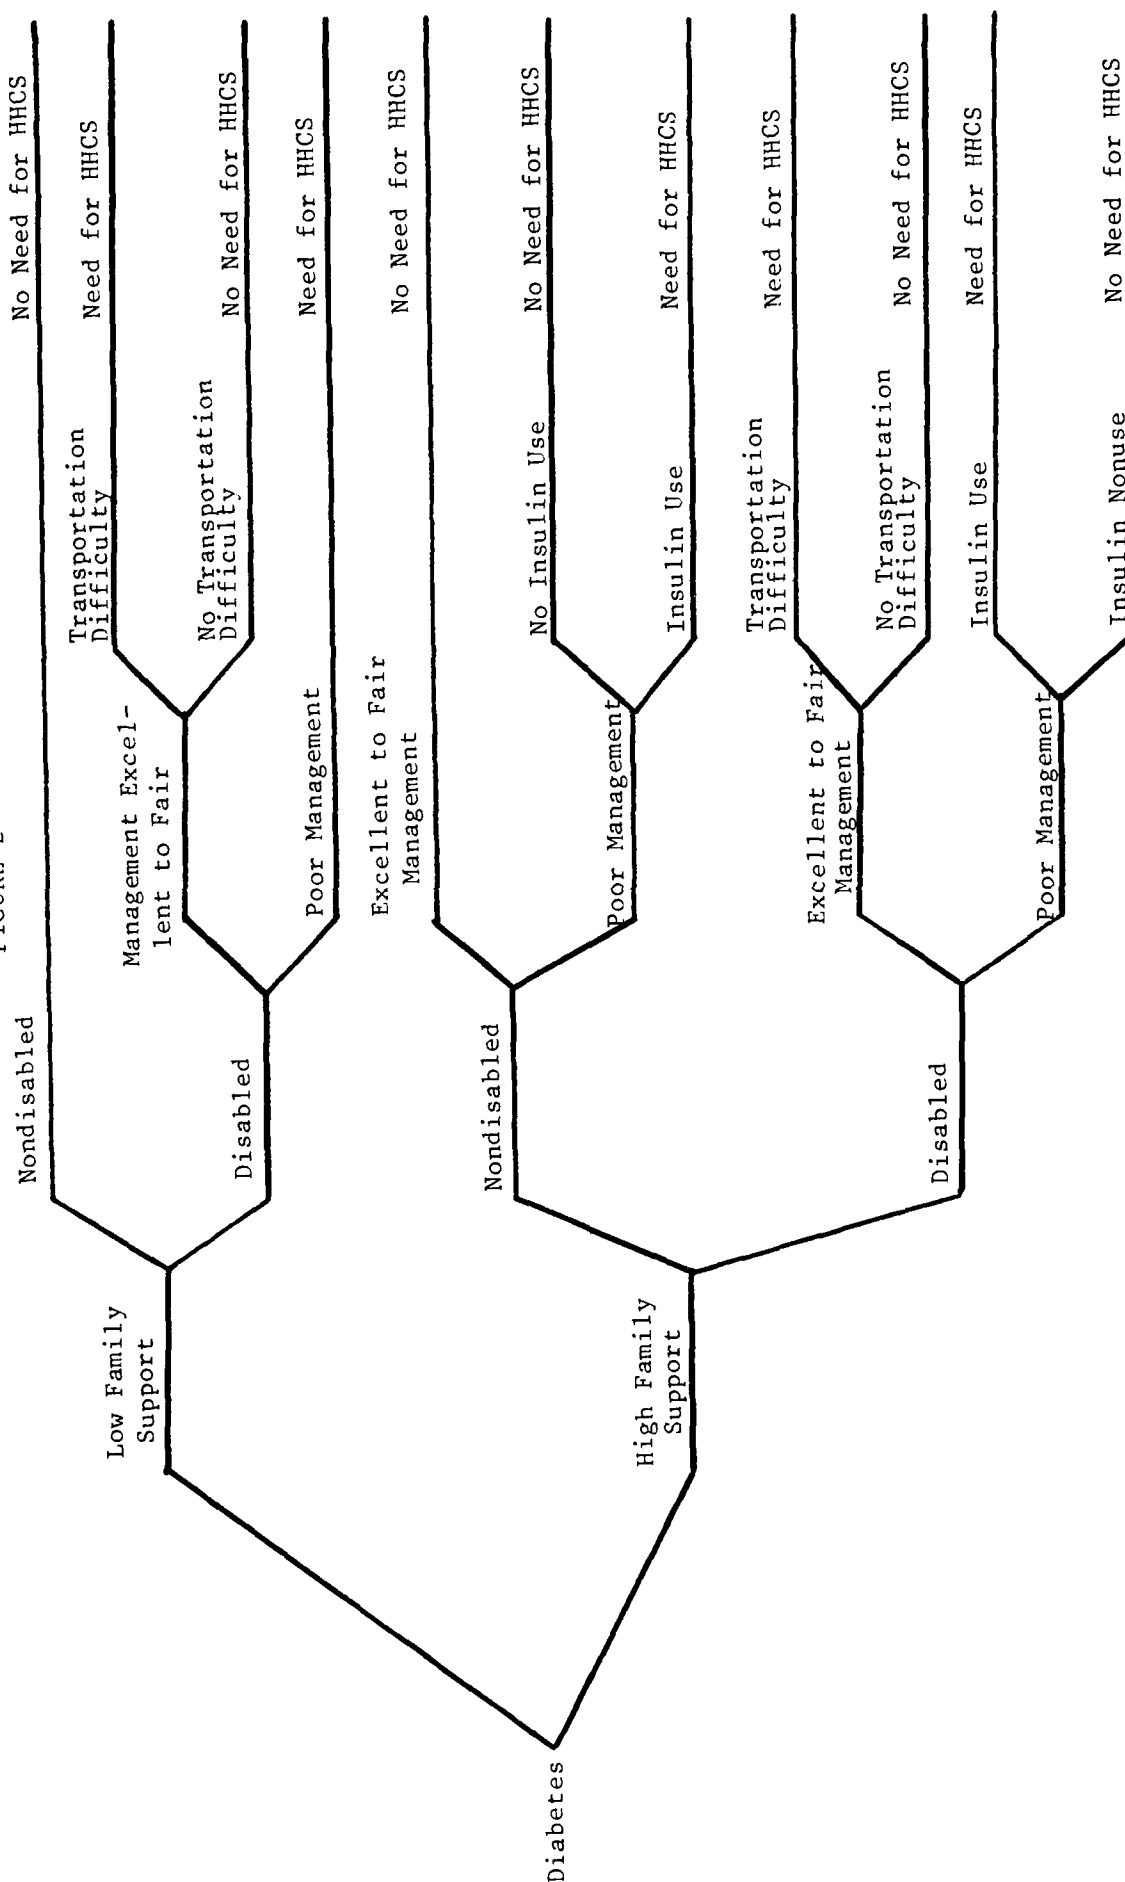 No Need for HHCS
Nondisabled
Transportation
Difficulty
Need for HHCS
Low Family
Support
Management Excel-
lent to Fair
No Transportation
Difficulty
No Need for HHCS
Disabled
Poor Management
Need for HHCS
Excellent to Fair
Management
No Need for HHCS
Nondisabled
No Insulin Use
No Need for HHCS
Diabetes
Poor Management
High Family
Support
Insulin Use
Need for HHCS
Transportation
Difficulty
Need for HHCS
Excellent to Fair
Management
No Transportation
Difficulty
No Need for HHCS
Disabled
Insulin Use
Need for HHCS
Poor Management
Insulin Nonuse
No Need for HHCS